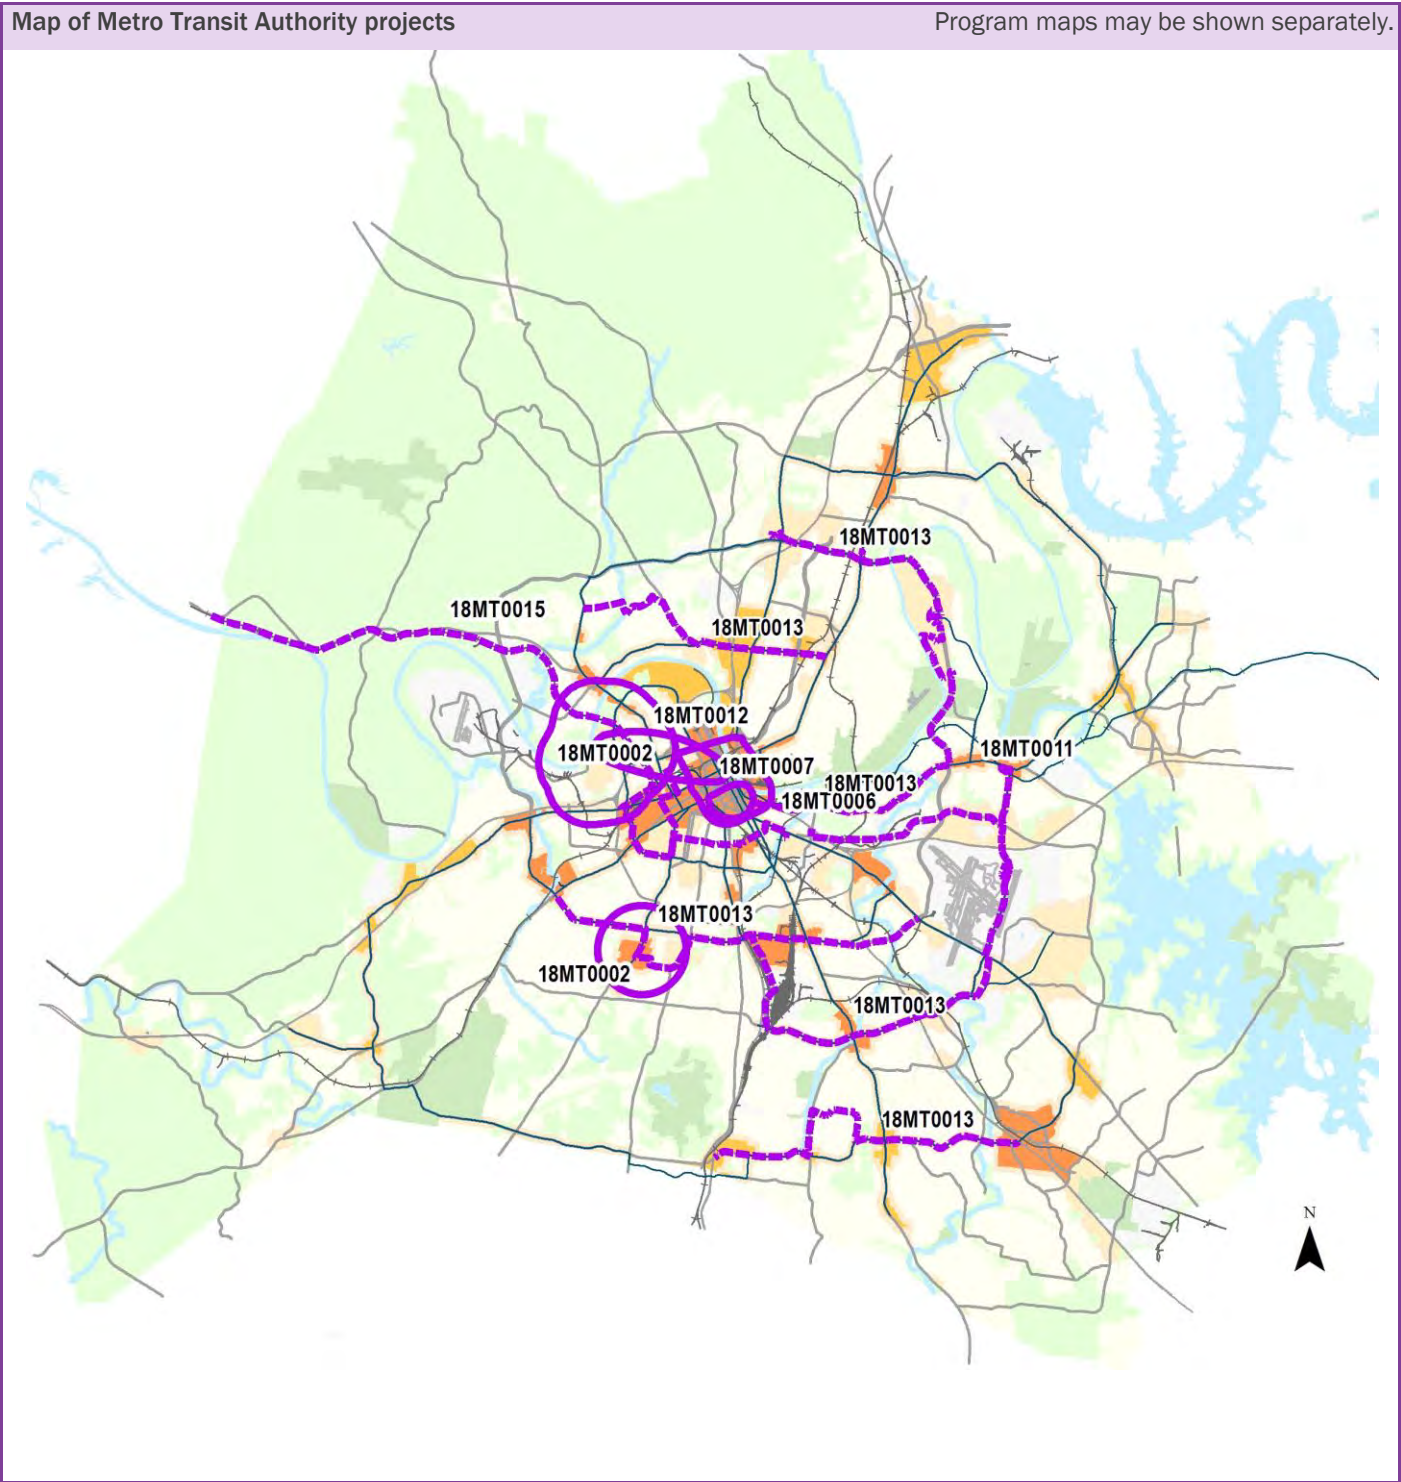 Map of Metro Transit Authority projects
Program maps may be shown separately.
18MT0013
18MT0015
18MT0013
18MT0012
18MT0002
18MT0011
18MT0007
18MT0013
18MT0006
18MT0013
18MT0002
18MT0013
18MT0013
N